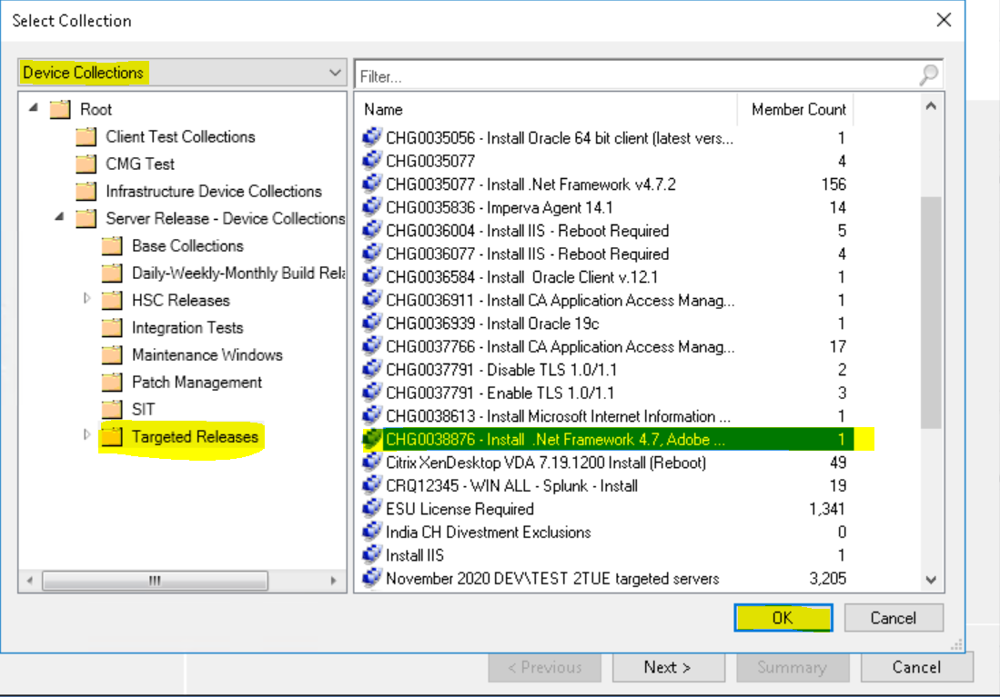 Select Collection
Device Collections
Filter...
Root
Client Test Collections
CMG Test
Infrastructure Device Collections
Server Release - Device Collections
Base Collections
Daily-Weekly-Monthly Build Rela
HSC Releases
Integration Tests
Maintenance Windows
Patch Management
SIT
Targeted Releases
Name Member Count
CHG0035056 - Install Oracle 64 bit client (latest vers... 1
CHG0035077 4
CHG0035077 - Install .Net Framework v4.7.2 156
CHG0035836 - Imperva Agent 14.1 14
CHG0036004 - Install IIS - Reboot Required 5
CHG0036077 - Install IIS - Reboot Required 4
CHG0036584 - Install  Oracle Client v.12.1 1
CHG0036911 - Install CA Application Access Manag... 1
CHG0036939 - Install Oracle 19c 1
CHG0037766 - Install CA Application Access Manag... 17
CHG0037791 - Disable TLS 1.0/1.1 2
CHG0037791 - Enable TLS 1.0/1.1 3
CHG0038613 - Install Microsoft Internet Information ... 1
CHG0038876 - Install  .Net Framework 4.7, Adobe ... 1
Citrix XenDesktop VDA 7.19.1200 Install (Reboot) 49
CRQ12345 - WIN ALL - Splunk - Install 19
ESU License Required 1,341
India CH Divestment Exclusions 0
Install IIS 1
November 2020 DEV\TEST 2TUE targeted servers 3,205
OK Cancel
< Previous Next > Summary Cancel